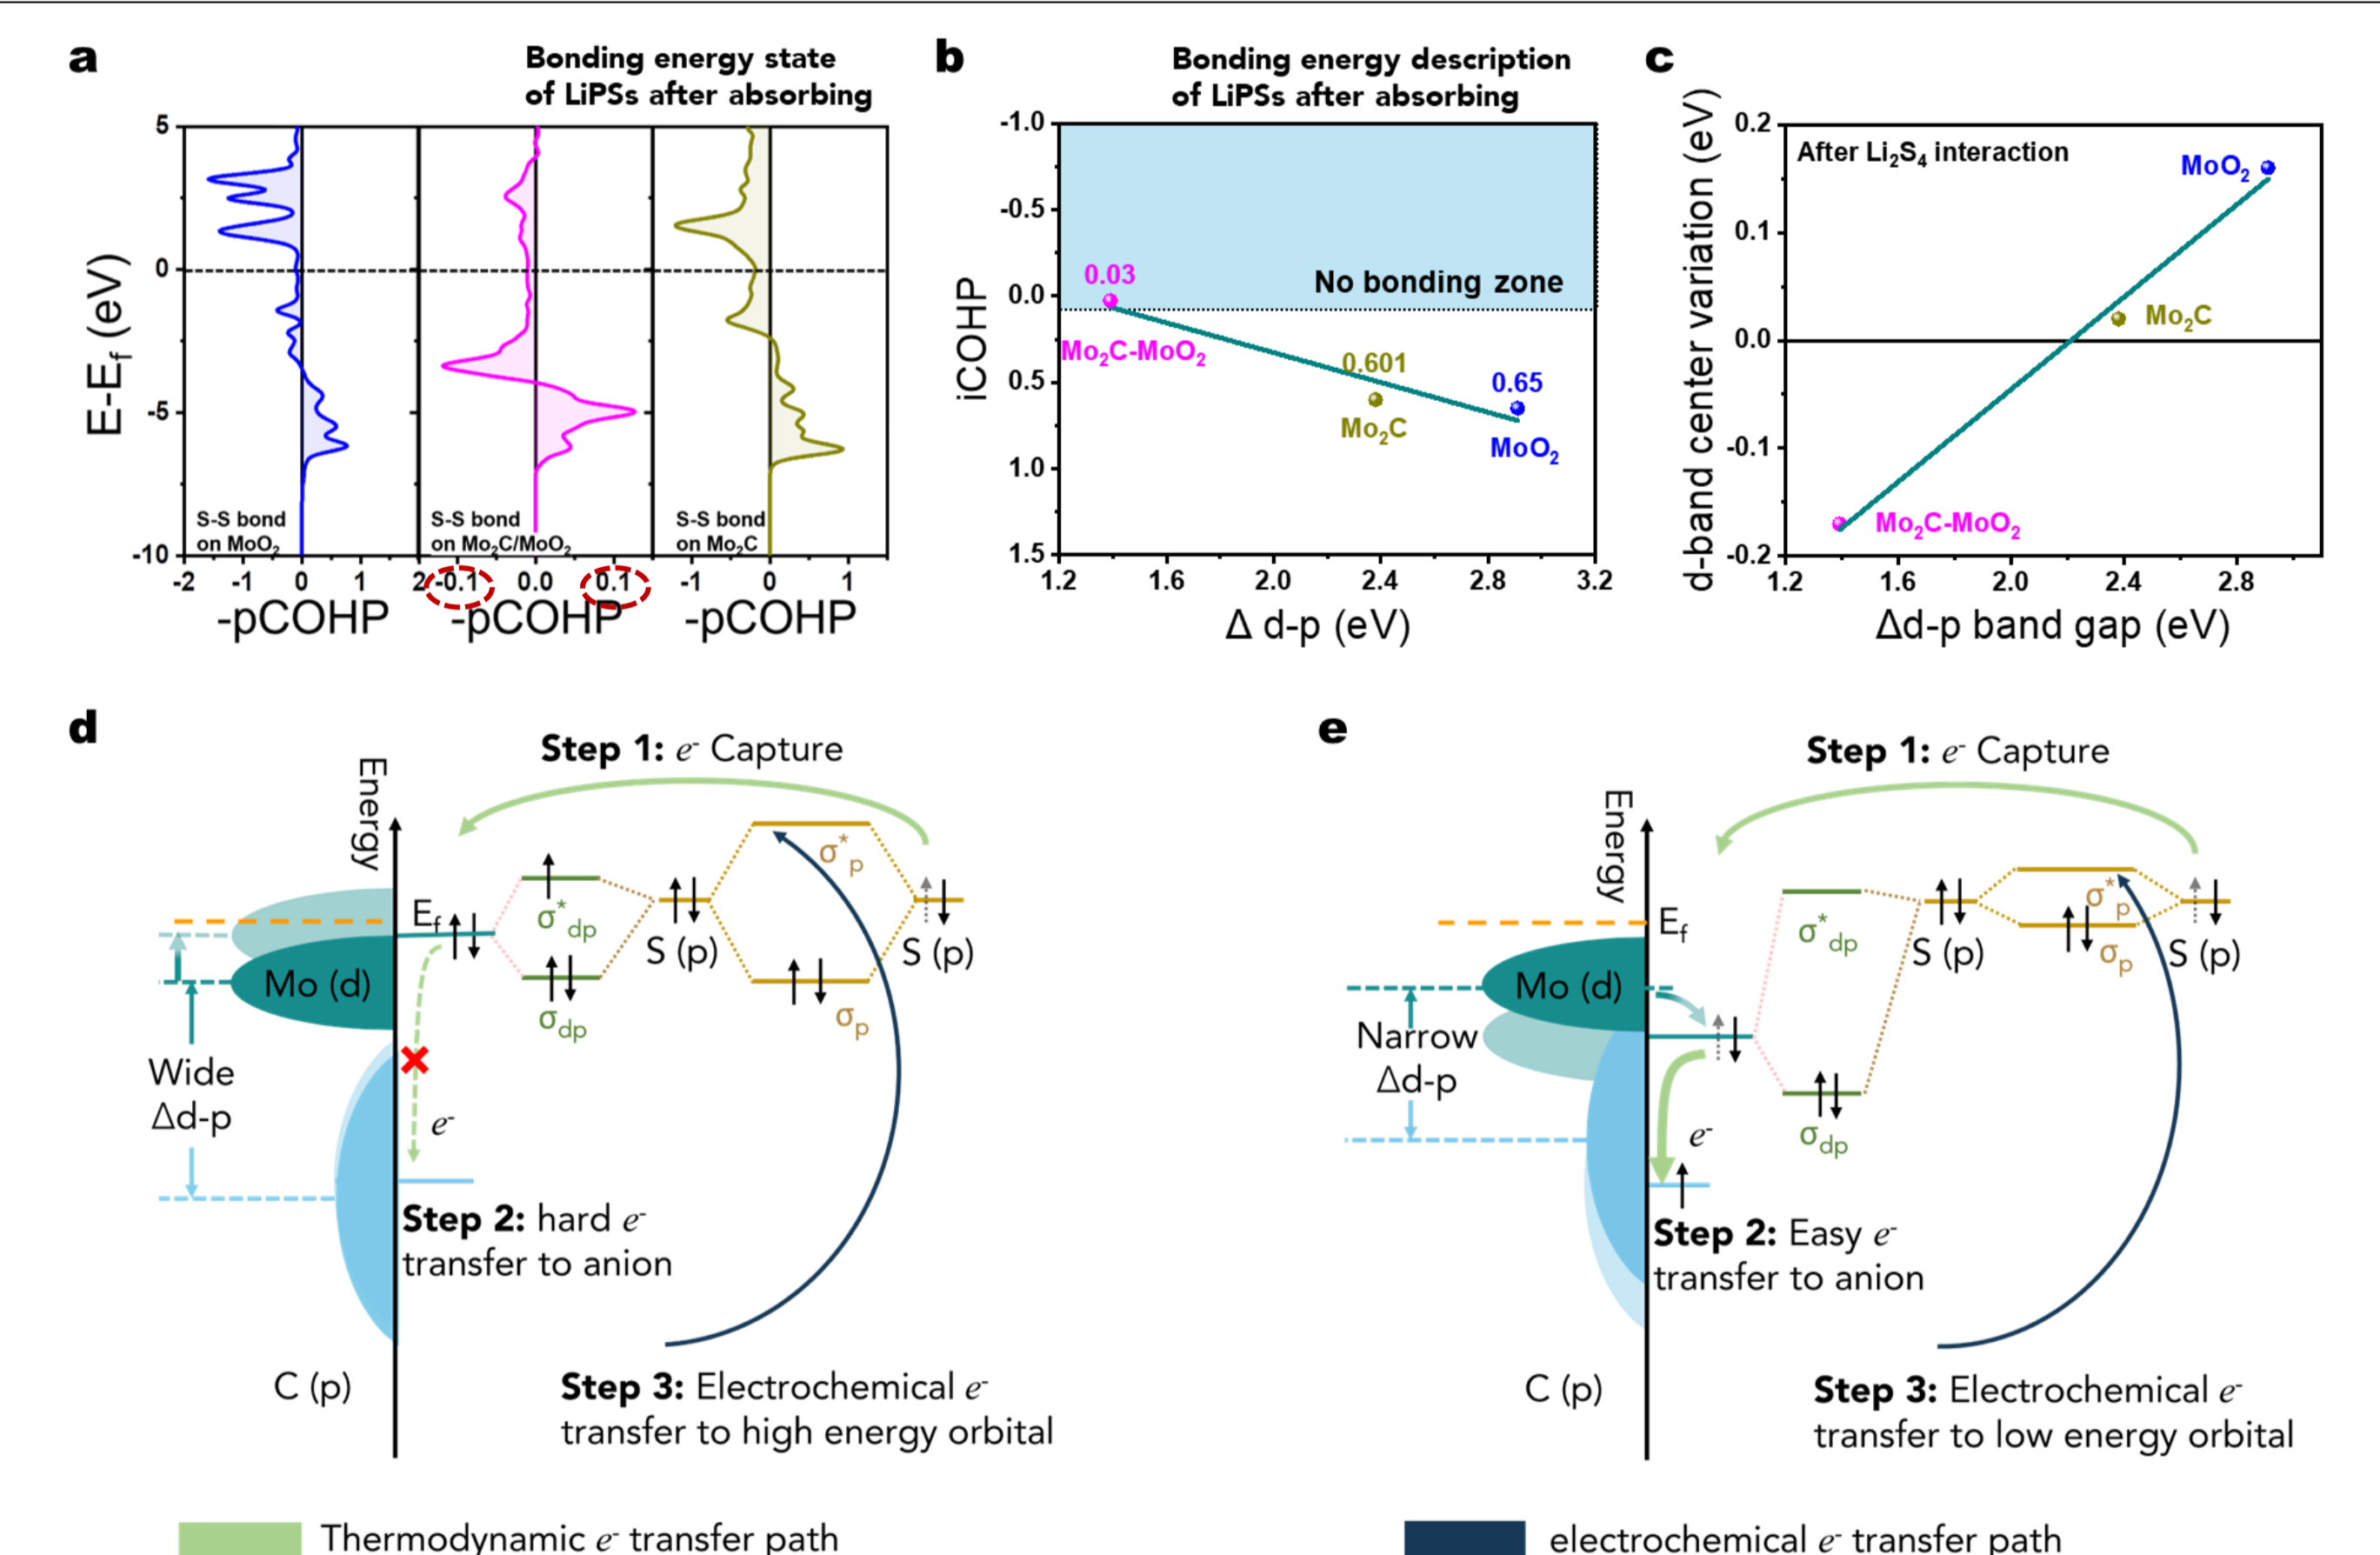 a
Bonding energy state
of LiPSs after absorbing
E-Ef (eV)
5
0
-5
-10
S-S bond
on MoO2
S-S bond
on Mo2C/MoO2
S-S bond
on Mo2C
-2 -1 0 1 2 -0.1 0.0 0.1 -1 0 1
-pCOHP -pCOHP -pCOHP
b
Bonding energy description
of LiPSs after absorbing
iCOHP
-1.0
-0.5
0.0
0.5
1.0
1.5
No bonding zone
0.03
Mo2C-MoO2
0.601
Mo2C
0.65
MoO2
1.2 1.6 2.0 2.4 2.8 3.2
Δ d-p (eV)
c
d-band center variation (eV)
0.2
0.1
0.0
-0.1
-0.2
After Li2S4 interaction
MoO2
Mo2C
Mo2C-MoO2
1.2 1.6 2.0 2.4 2.8
Δd-p band gap (eV)
d
Step 1: e- Capture
Energy
Ef
σ*p
σ*dp
S (p)
S (p)
Mo (d)
σdp
σp
Wide
Δd-p
e-
Step 2: hard e-
transfer to anion
C (p)
Step 3: Electrochemical e-
transfer to high energy orbital
e
Step 1: e- Capture
Energy
Ef
σ*p
σ*dp
S (p)
σp
S (p)
Mo (d)
Narrow
Δd-p
e-
σdp
Step 2: Easy e-
transfer to anion
C (p)
Step 3: Electrochemical e-
transfer to low energy orbital
Thermodynamic e- transfer path
electrochemical e- transfer path